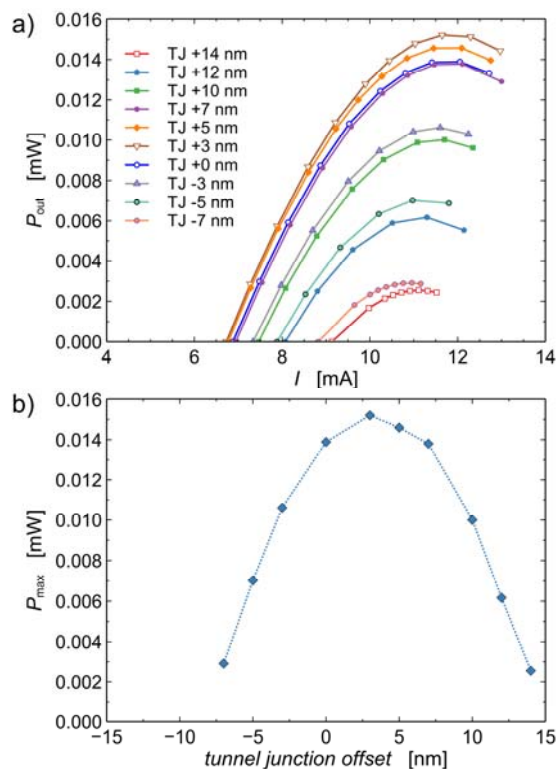 a)
0.016
0.014
0.012
0.010
0.008
0.006
0.004
0.002
0.000
Pout [mW]
TJ +14 nm
TJ +12 nm
TJ +10 nm
TJ +7 nm
TJ +5 nm
TJ +3 nm
TJ +0 nm
TJ -3 nm
TJ -5 nm
TJ -7 nm
4 6 8 10 12 14
I [mA]
b)
0.016
0.014
0.012
0.010
0.008
0.006
0.004
0.002
0.000
Pmax [mW]
−15 −10 −5 0 5 10 15
tunnel junction offset [nm]